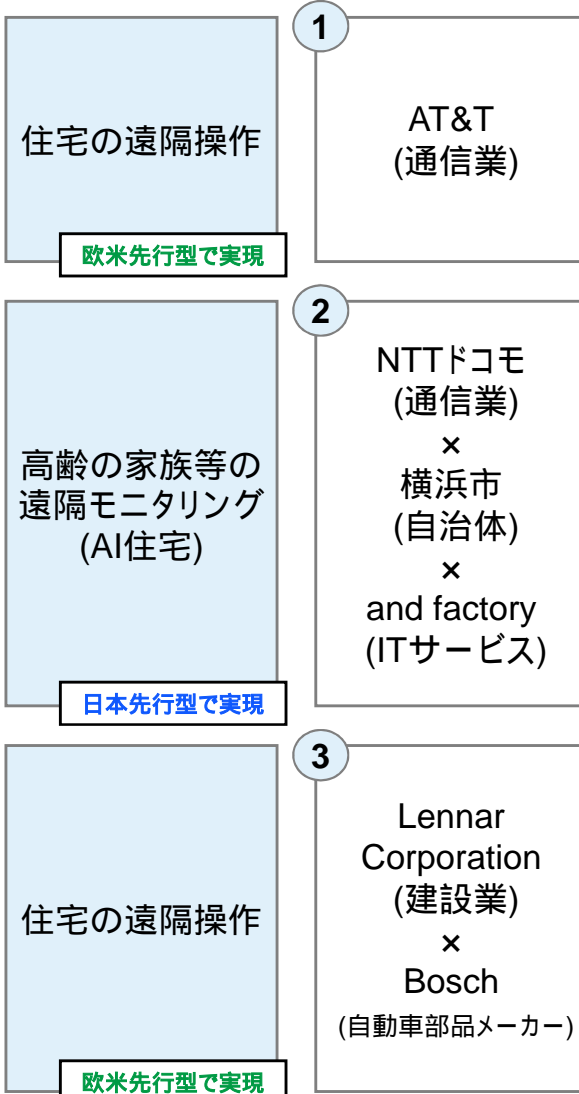 1
住宅の遠隔操作
欧米先行型で実現
AT&T
(通信業)
2
高齢の家族等の
遠隔モニタリング
(AI住宅)
日本先行型で実現
NTTドコモ
(通信業)
×
横浜市
(自治体)
×
and factory
(ITサービス)
3
住宅の遠隔操作
欧米先行型で実現
Lennar
Corporation
(建設業)
×
Bosch
(自動車部品メーカー)